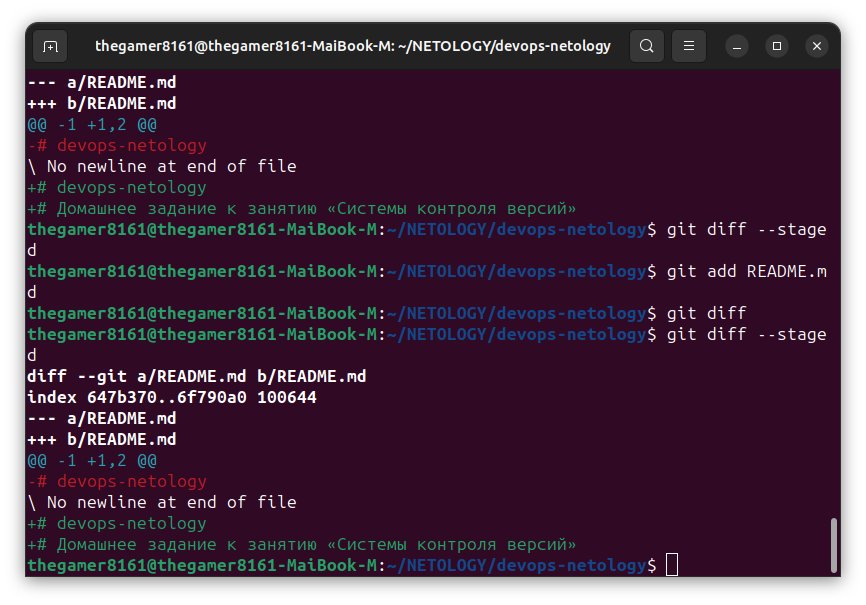 thegamer8161@thegamer8161-MaiBook-M: ~/NETOLOGY/devops-netology
--- a/README.md
+++ b/README.md
@@ -1 +1,2 @@
-# devops-netology
\ No newline at end of file
+# devops-netology
+# Домашнее задание к занятию «Системы контроля версий»
thegamer8161@thegamer8161-MaiBook-M:~/NETOLOGY/devops-netology$ git diff --stage
d
thegamer8161@thegamer8161-MaiBook-M:~/NETOLOGY/devops-netology$ git add README.m
d
thegamer8161@thegamer8161-MaiBook-M:~/NETOLOGY/devops-netology$ git diff
thegamer8161@thegamer8161-MaiBook-M:~/NETOLOGY/devops-netology$ git diff --stage
d
diff --git a/README.md b/README.md
index 647b370..6f790a0 100644
--- a/README.md
+++ b/README.md
@@ -1 +1,2 @@
-# devops-netology
\ No newline at end of file
+# devops-netology
+# Домашнее задание к занятию «Системы контроля версий»
thegamer8161@thegamer8161-MaiBook-M:~/NETOLOGY/devops-netology$